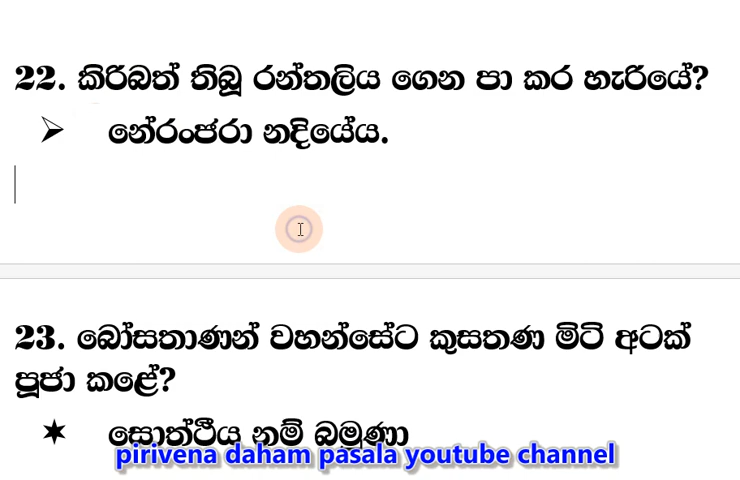 22. කිරිබත් තිබූ රන්තලිය ගෙන පා කර හැරියේ?
➢ නේරංජරා නදියේය.
23. බෝසතාණන් වහන්සේට කුසතණ මිටි අටක්
පූජා කළේ?
✶ සොත්ථිය නම් බමුණා
pirivena daham pasala youtube channel